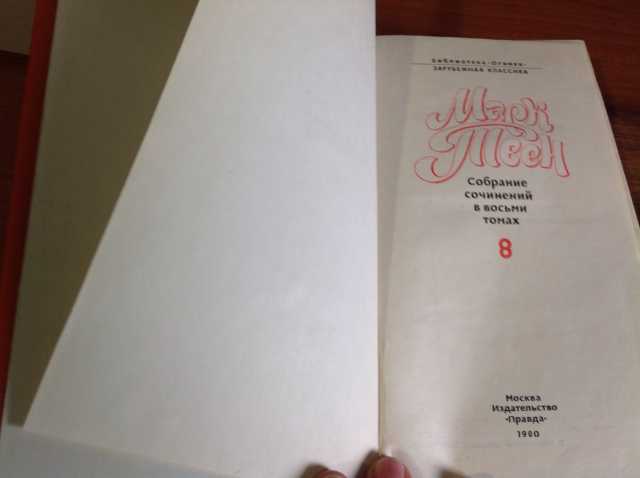 Библиотека «Огонек»
ЗАРУБЕЖНАЯ КЛАССИКА
Марк
Твен
Собрание
сочинений
в восьми
томах
8
Москва
Издательство
«Правда»
1980